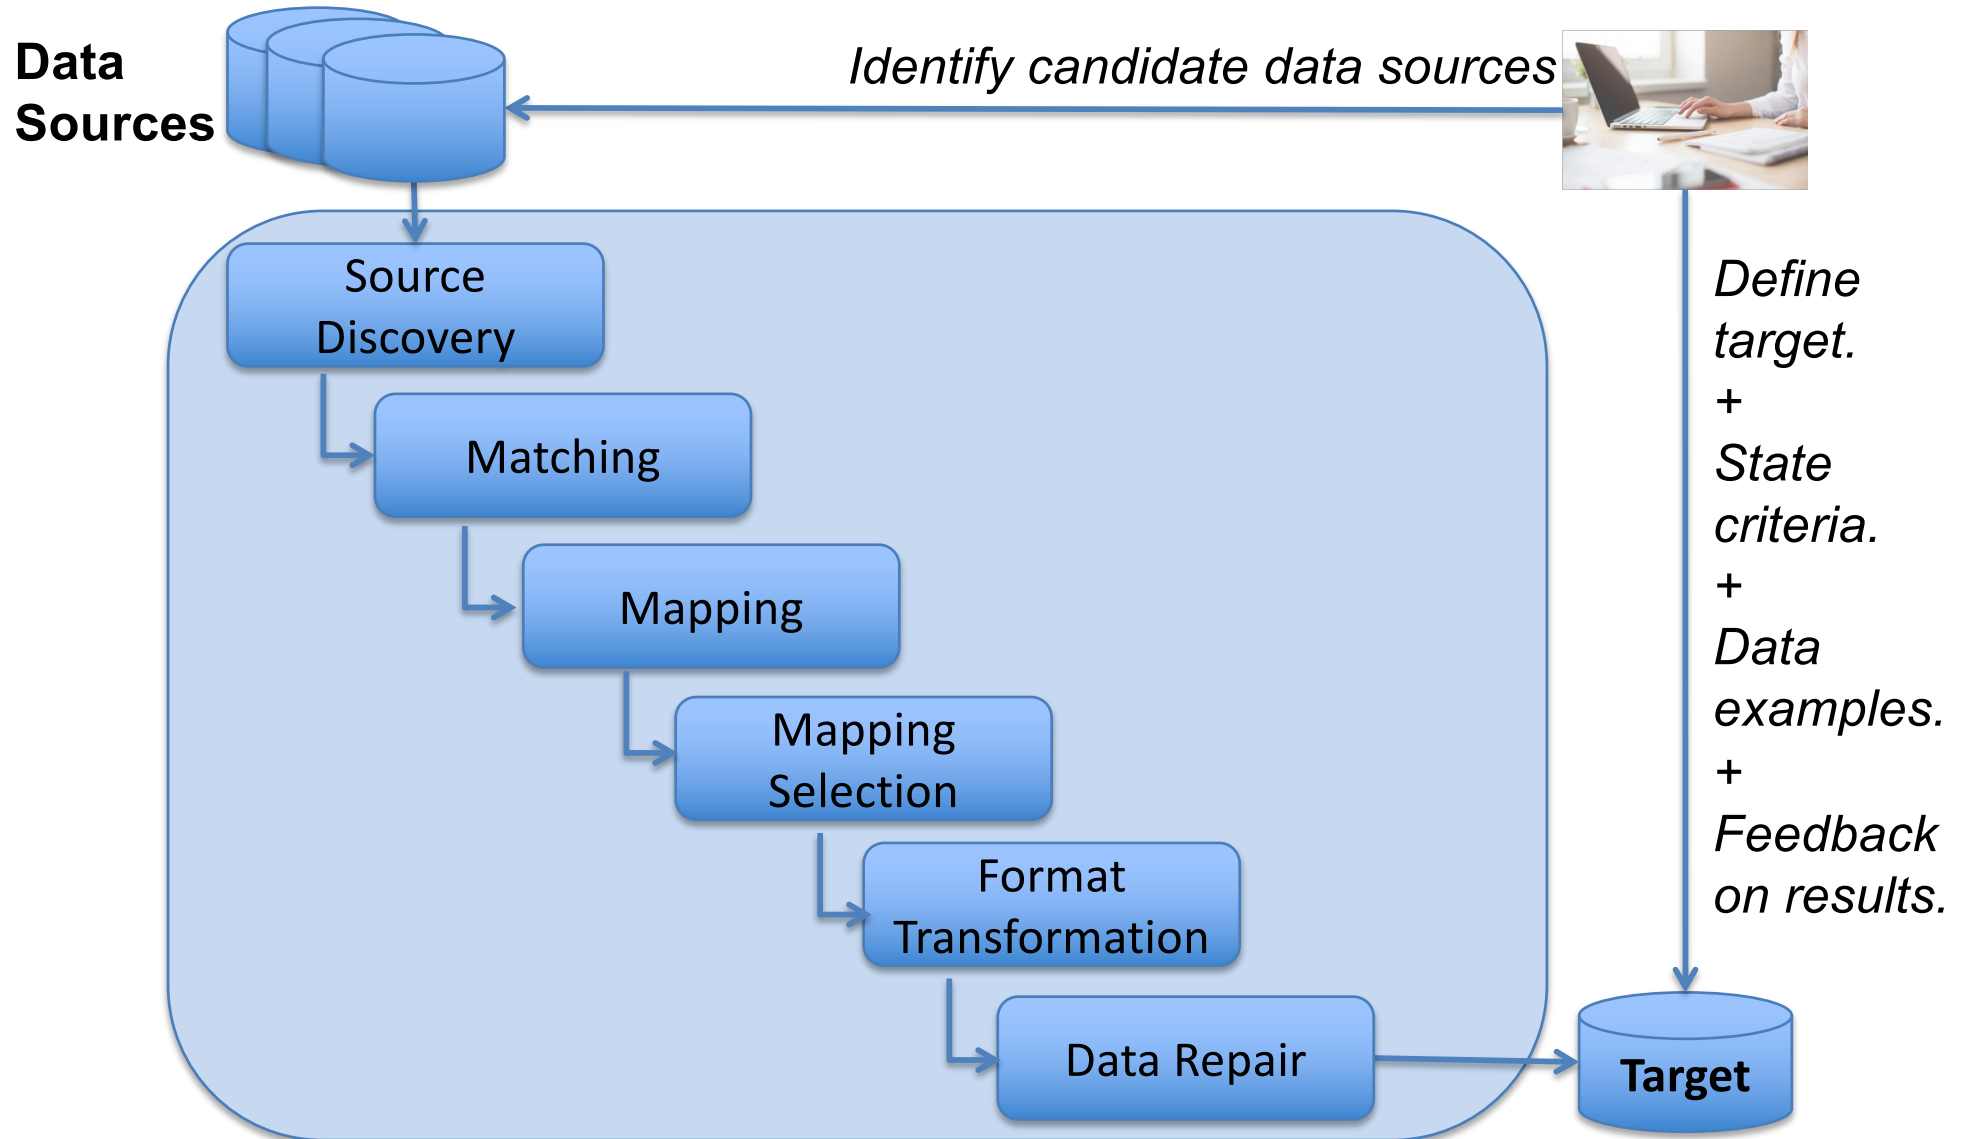 Data
Sources
Identify candidate data sources
Source
Discovery
Matching
Mapping
Mapping
Selection
Format
Transformation
Data Repair
Define
target.
+
State
criteria.
+
Data
examples.
+
Feedback
on results.
Target